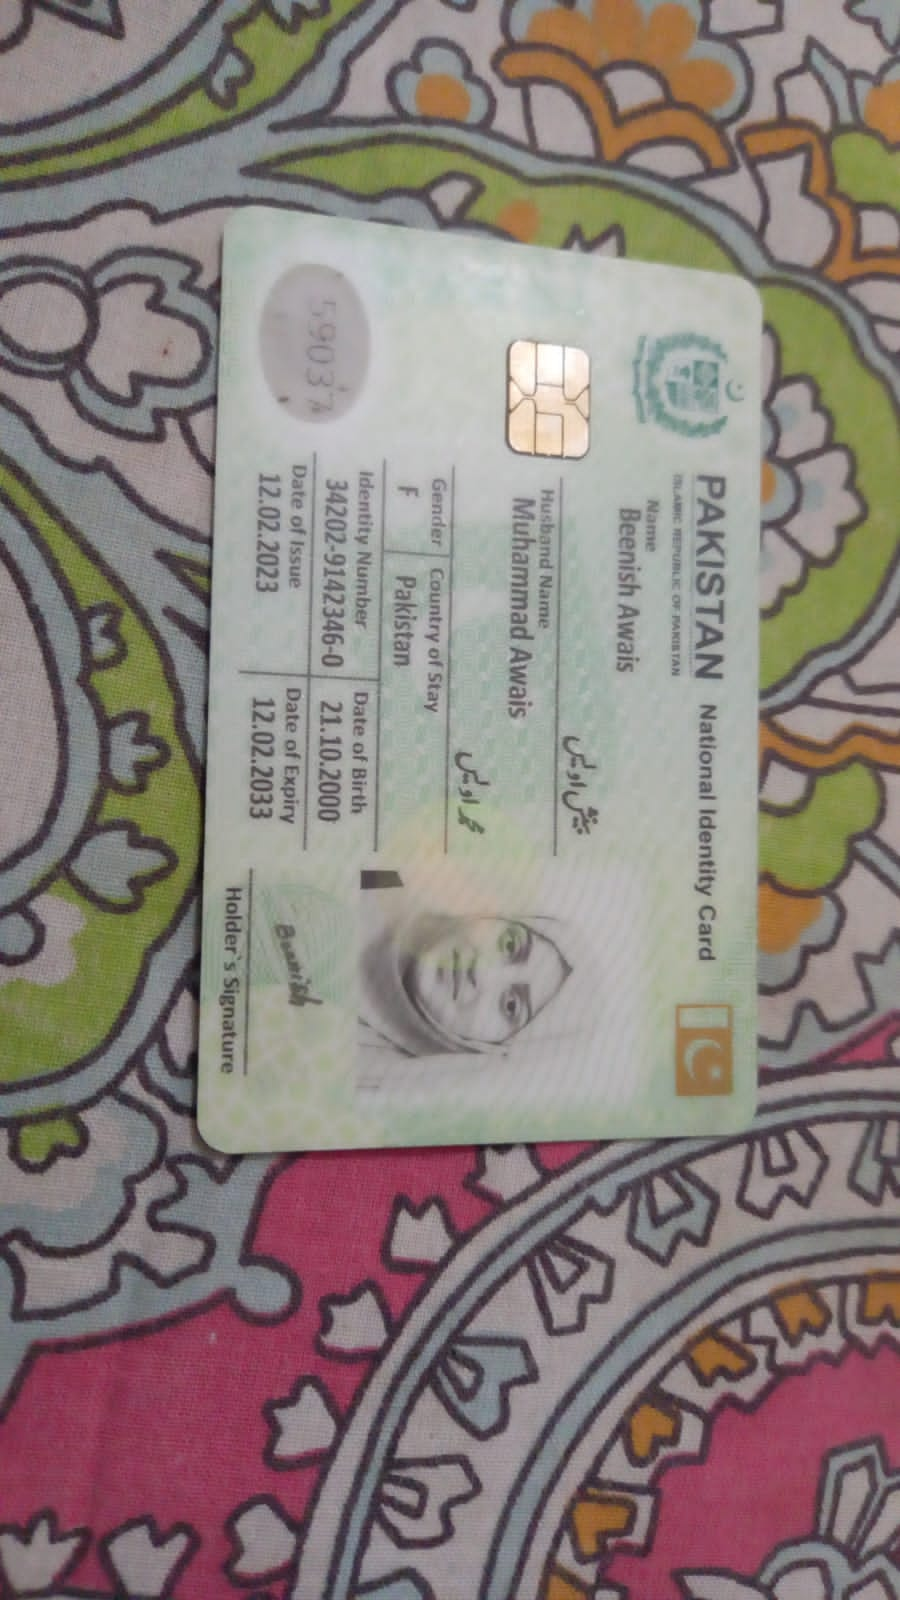 PAKISTAN National Identity Card
ISLAMIC REPUBLIC OF PAKISTAN
Name
Beenish Awais
بینش اویس
Husband Name
Muhammad Awais
محمد اویس
Gender Country of Stay
F Pakistan
Identity Number Date of Birth
34202-9142346-0 21.10.2000
Date of Issue Date of Expiry
12.02.2023 12.02.2033
Holder's Signature
Beenish